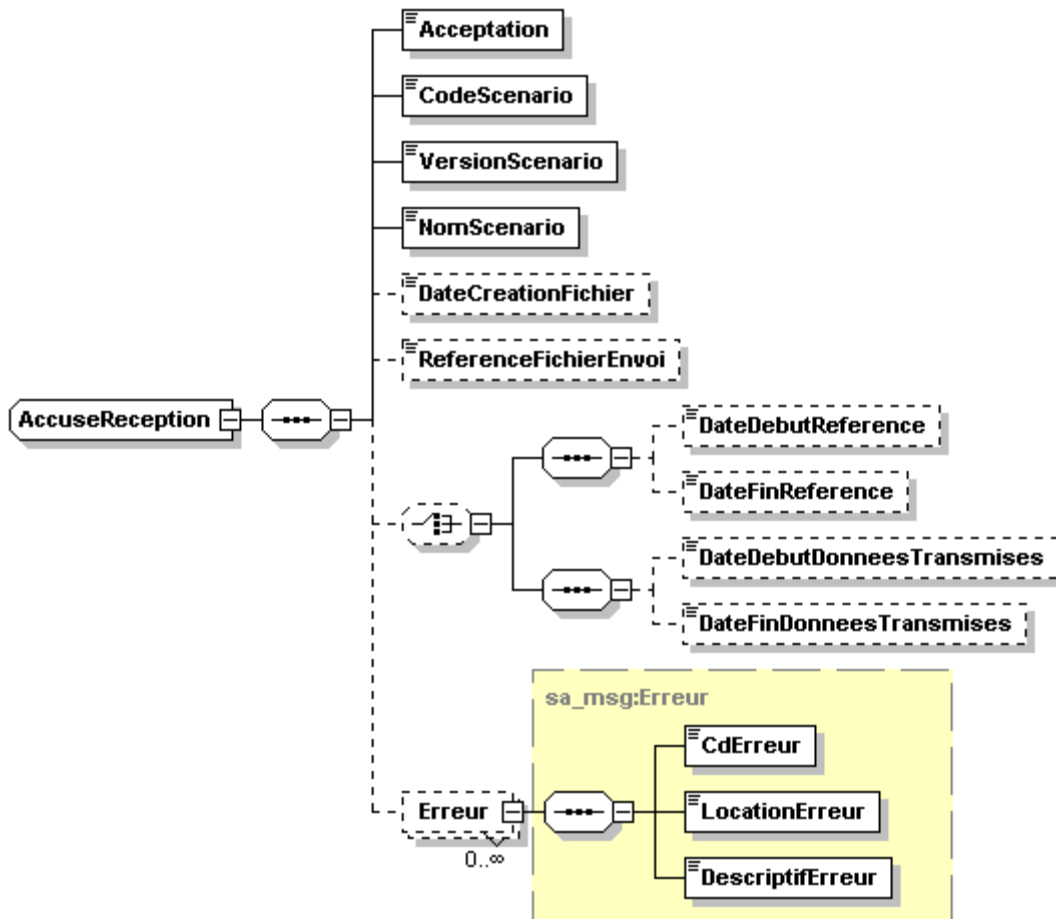 Acceptation
CodeScenario
VersionScenario
NomScenario
DateCreationFichier
ReferenceFichierEnvoi
AccuseReception
DateDebutReference
DateFinReference
DateDebutDonneesTransmises
DateFinDonneesTransmises
sa_msg:Erreur
CdErreur
Erreur
0..∞
LocationErreur
DescriptifErreur